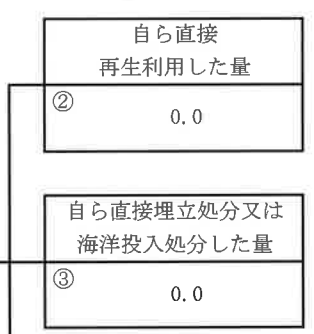 自ら直接
再生利用した量
②
0.0
自ら直接埋立処分又は
海洋投入処分した量
③
0.0